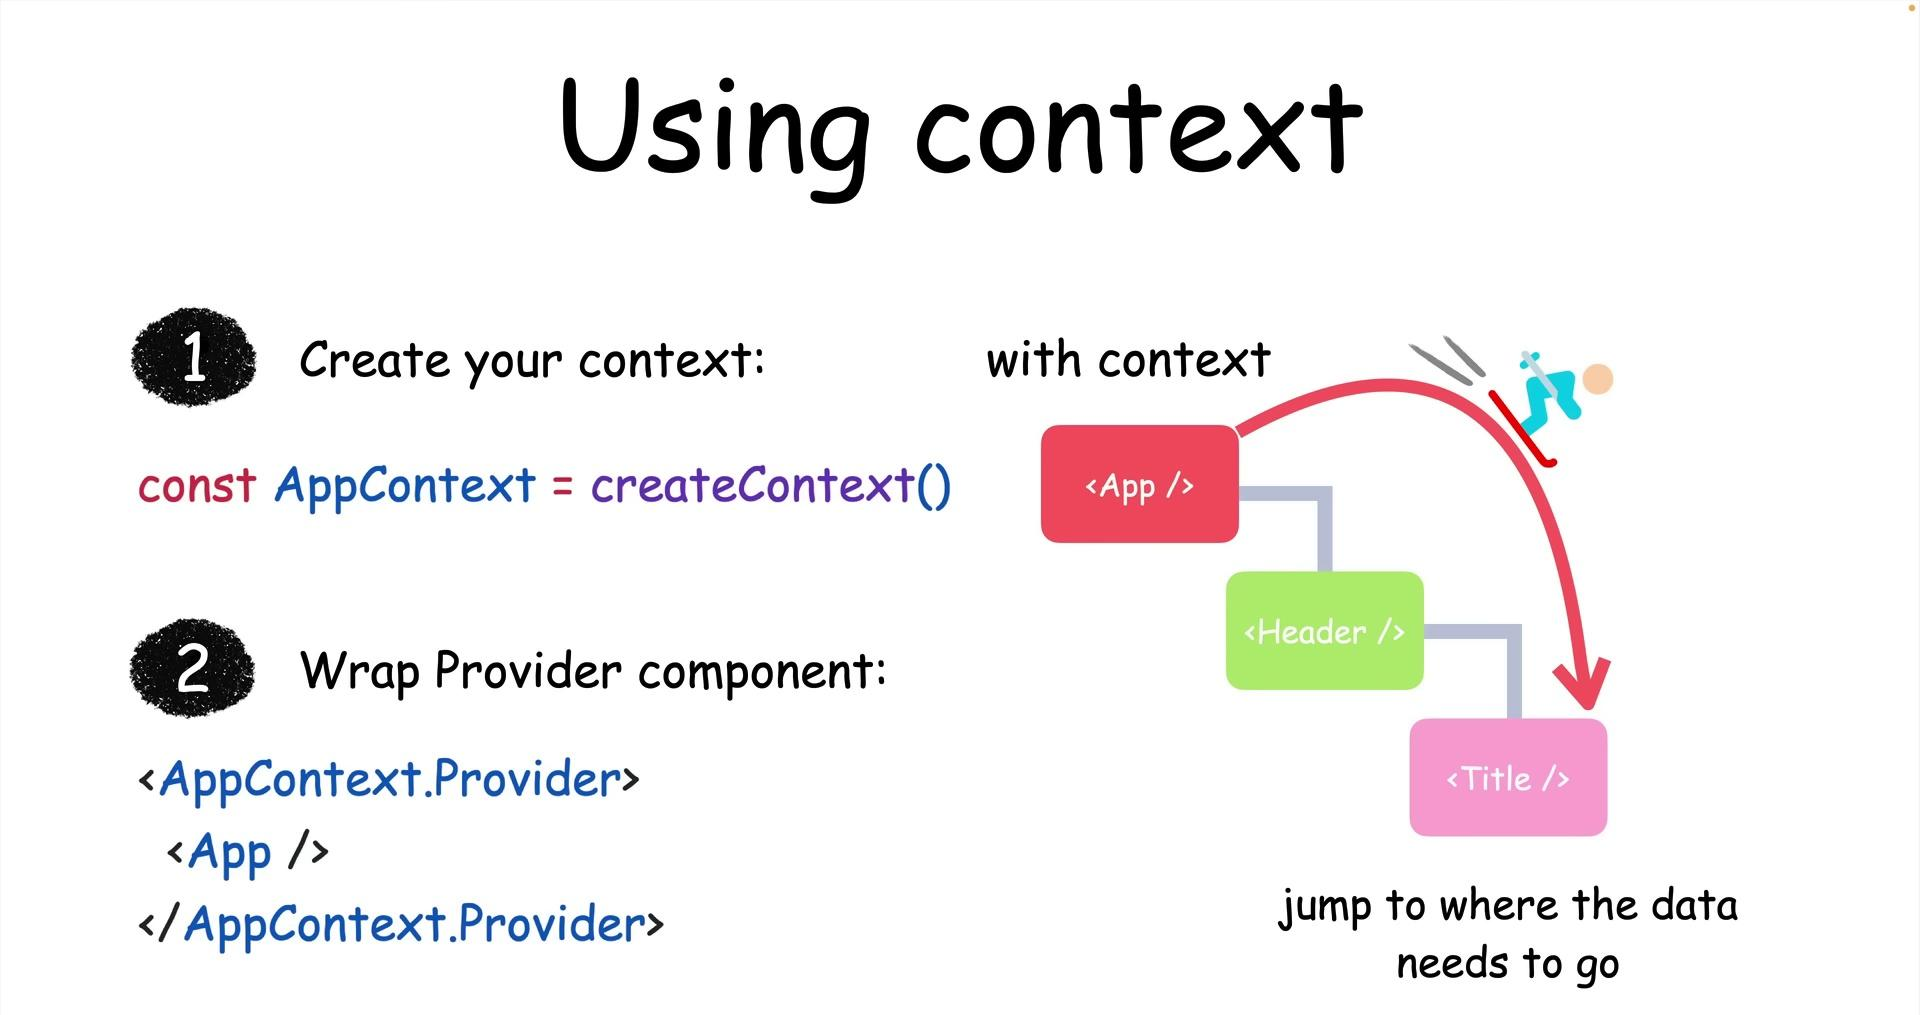 Using context
1 Create your context:
const AppContext = createContext()
2 Wrap Provider component:
<AppContext.Provider>
<App />
</AppContext.Provider>
with context
<App />
<Header />
<Title />
jump to where the data
needs to go